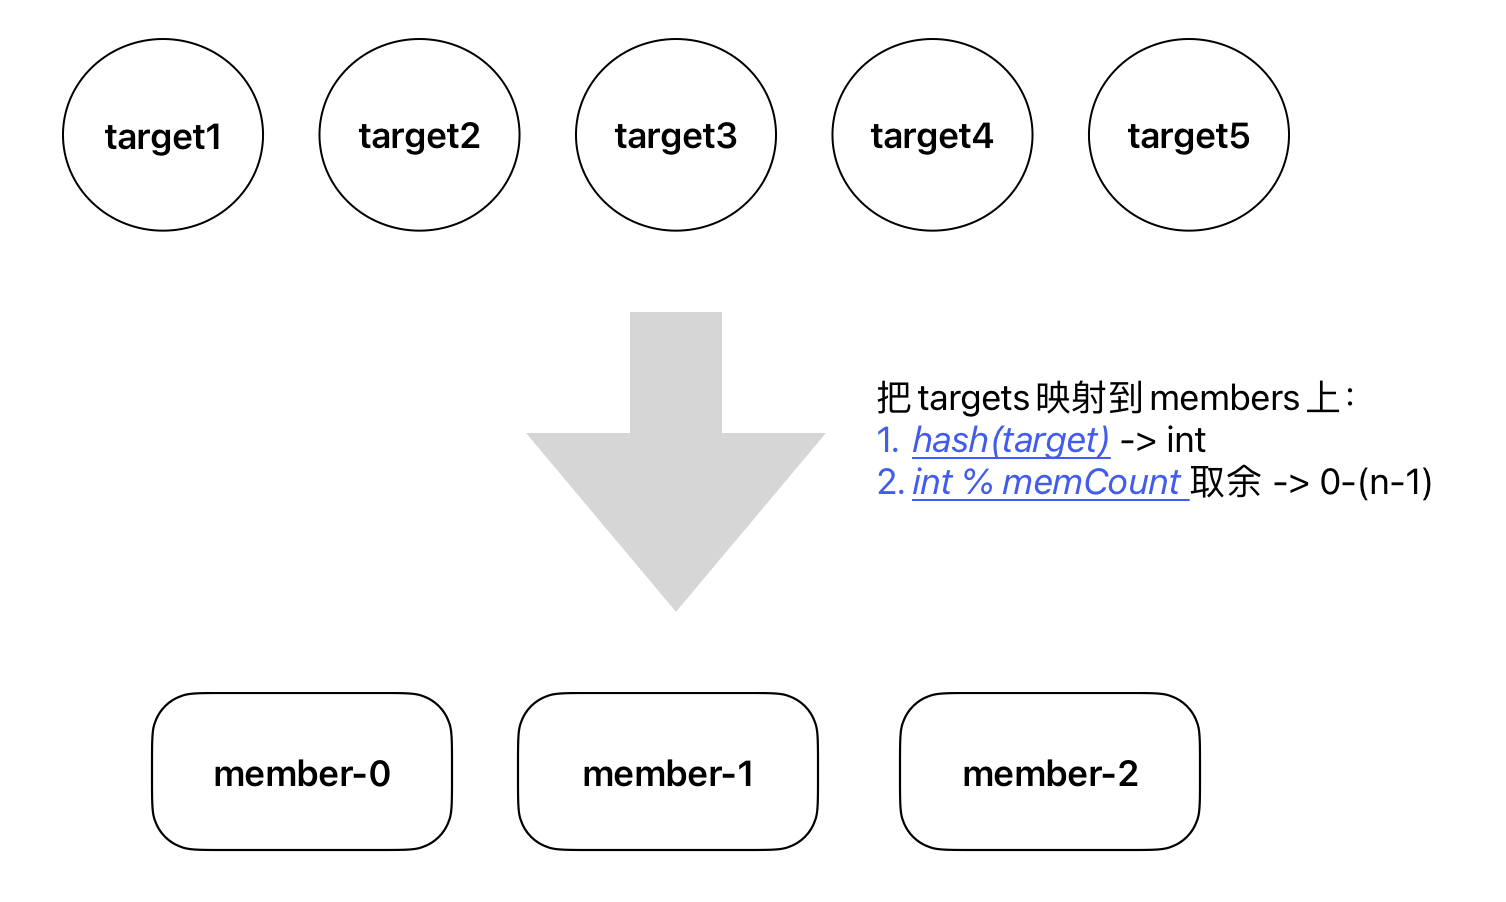 target1
target2
target3
target4
target5
把 targets 映射到 members 上：
1. hash(target) -> int
2. int % memCount 取余 -> 0-(n-1)
member-0
member-1
member-2